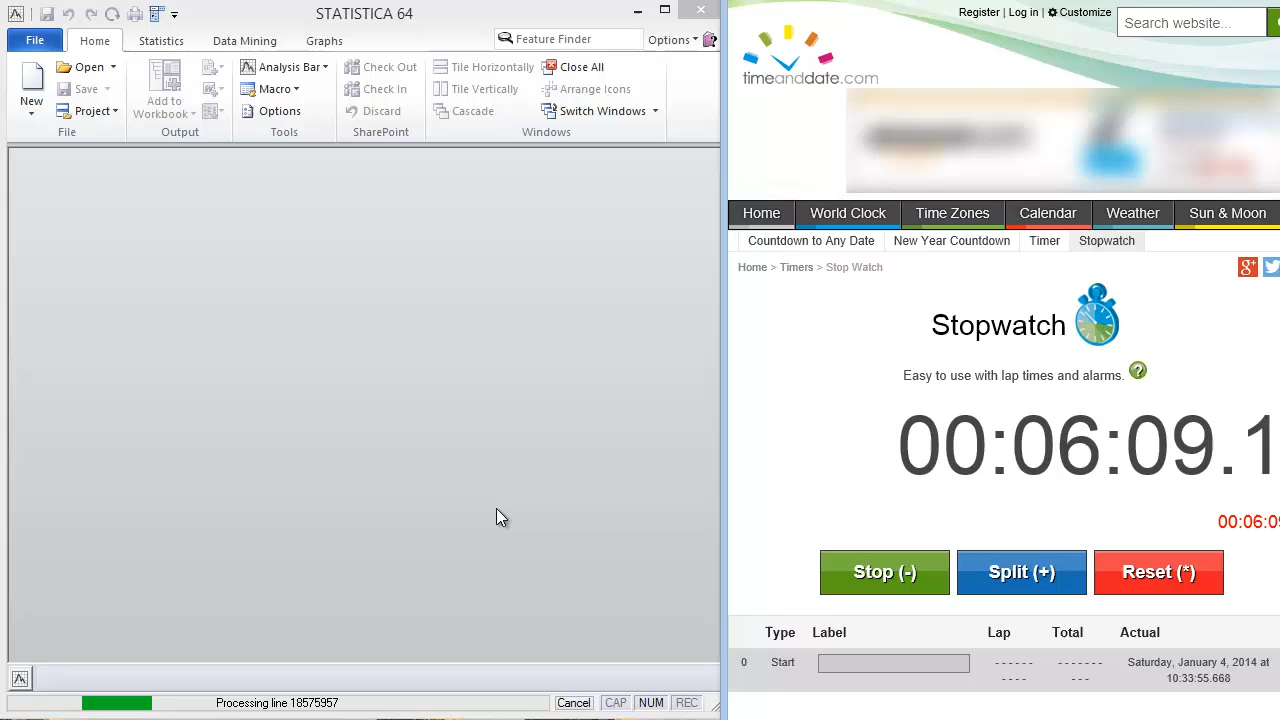 STATISTICA 64
File Home Statistics Data Mining Graphs Feature Finder Options
New
Open
Save
Project
File
Add to
Workbook
Output
Analysis Bar
Macro
Options
Tools
Check Out
Check In
Discard
SharePoint
Tile Horizontally
Tile Vertically
Cascade
Close All
Arrange Icons
Switch Windows
Windows
Processing line 18575957 Cancel CAP NUM REC
Register | Log in | Customize Search website...
timeanddate.com
Home World Clock Time Zones Calendar Weather Sun & Moon
Countdown to Any Date New Year Countdown Timer Stopwatch
Home > Timers > Stop Watch
Stopwatch
Easy to use with lap times and alarms. ?
00:06:09.1
00:06:09
Stop (-) Split (+) Reset (*)
Type Label Lap Total Actual
0 Start ------ ------- Saturday, January 4, 2014 at
---- --- 10:33:55.668